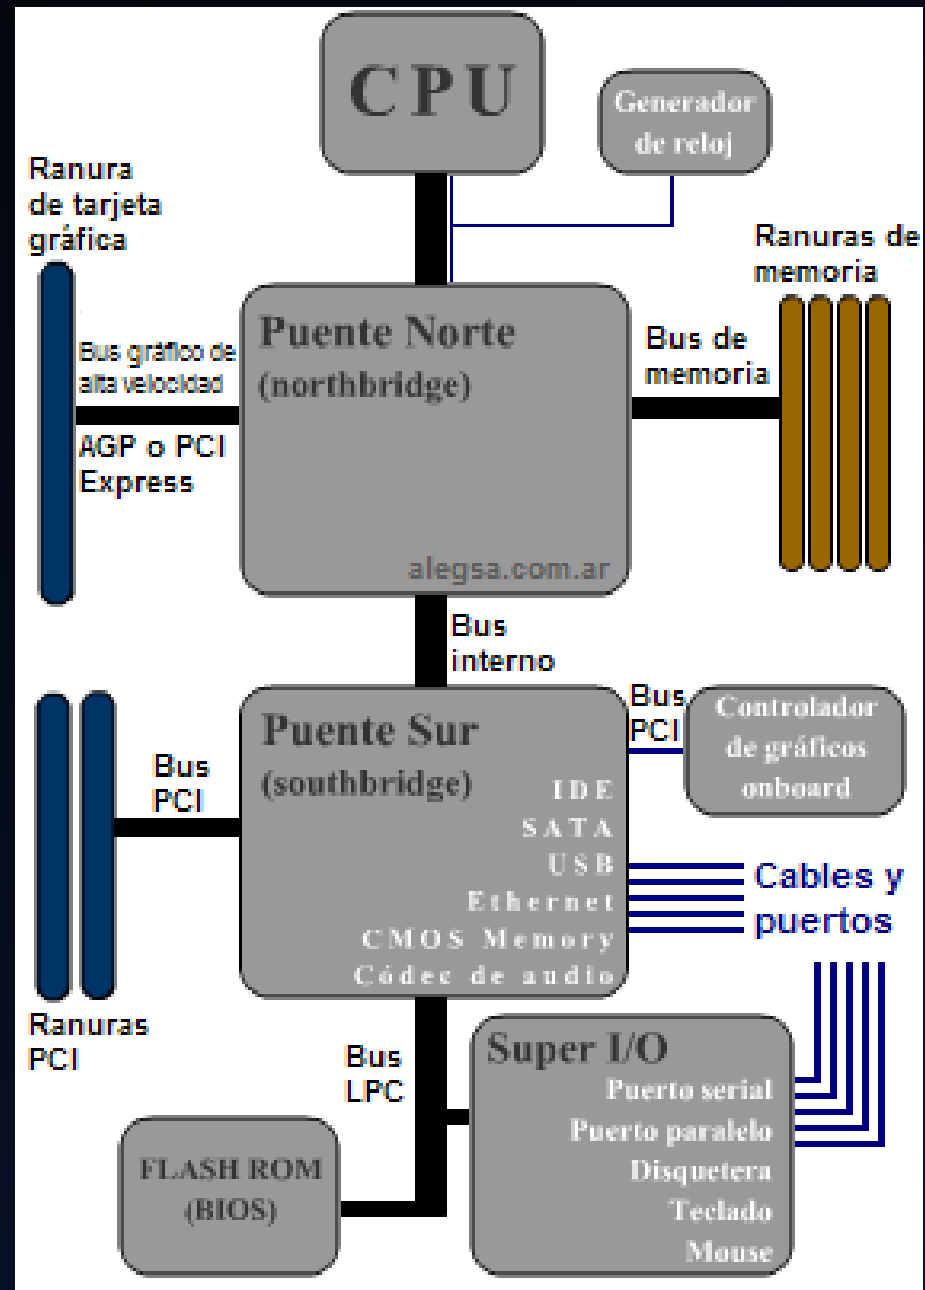 CPU
Generador
de reloj
Ranura
de tarjeta
gráfica
Ranuras de
memoria
Puente Norte
(northbridge)
Bus de
memoria
Bus gráfico de
alta velocidad
AGP o PCI
Express
alegsa.com.ar
Bus
interno
Puente Sur
(southbridge)
IDE
SATA
USB
Ethernet
CMOS Memory
Códec de audio
Bus
PCI
Controlador
de gráficos
onboard
Bus
PCI
Cables y
puertos
Ranuras
PCI
Bus
LPC
Super I/O
Puerto serial
Puerto paralelo
Disquetera
Teclado
Mouse
FLASH ROM
(BIOS)